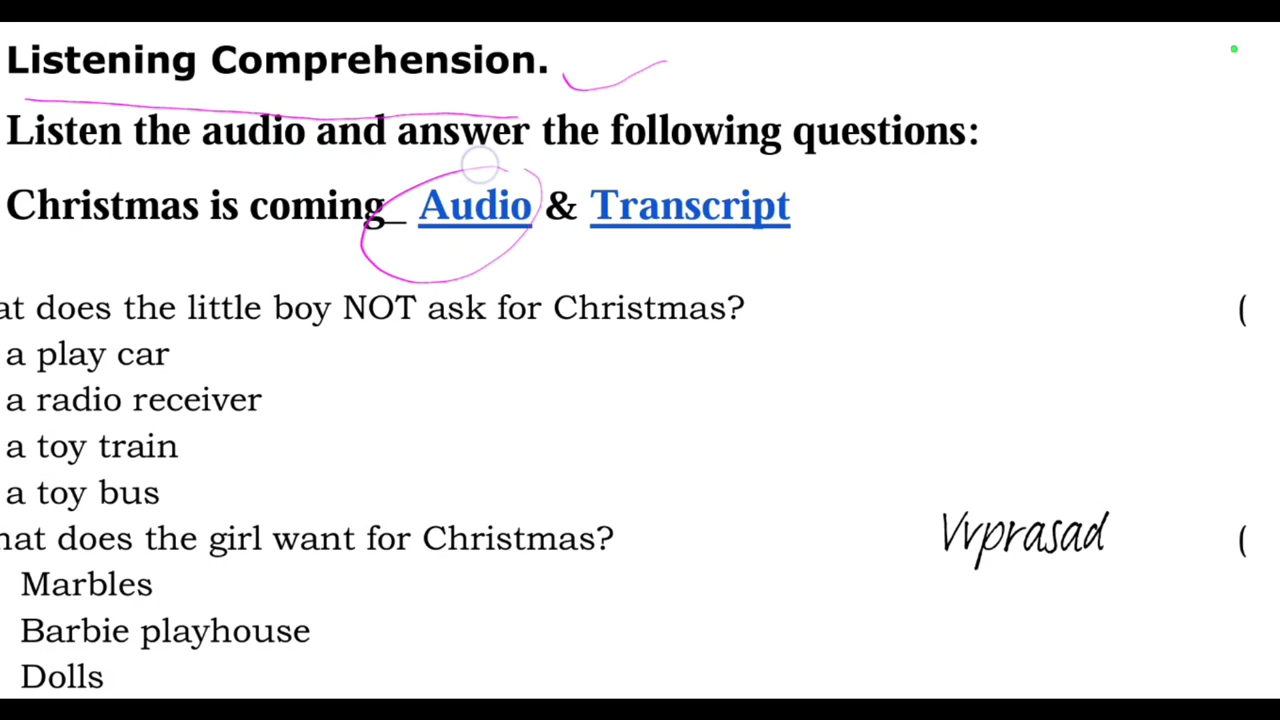 Listening Comprehension.
Listen the audio and answer the following questions:
Christmas is coming_ Audio & Transcript
at does the little boy NOT ask for Christmas? (
a play car
a radio receiver
a toy train
a toy bus
hat does the girl want for Christmas? (
Vvprasad
Marbles
Barbie playhouse
Dolls